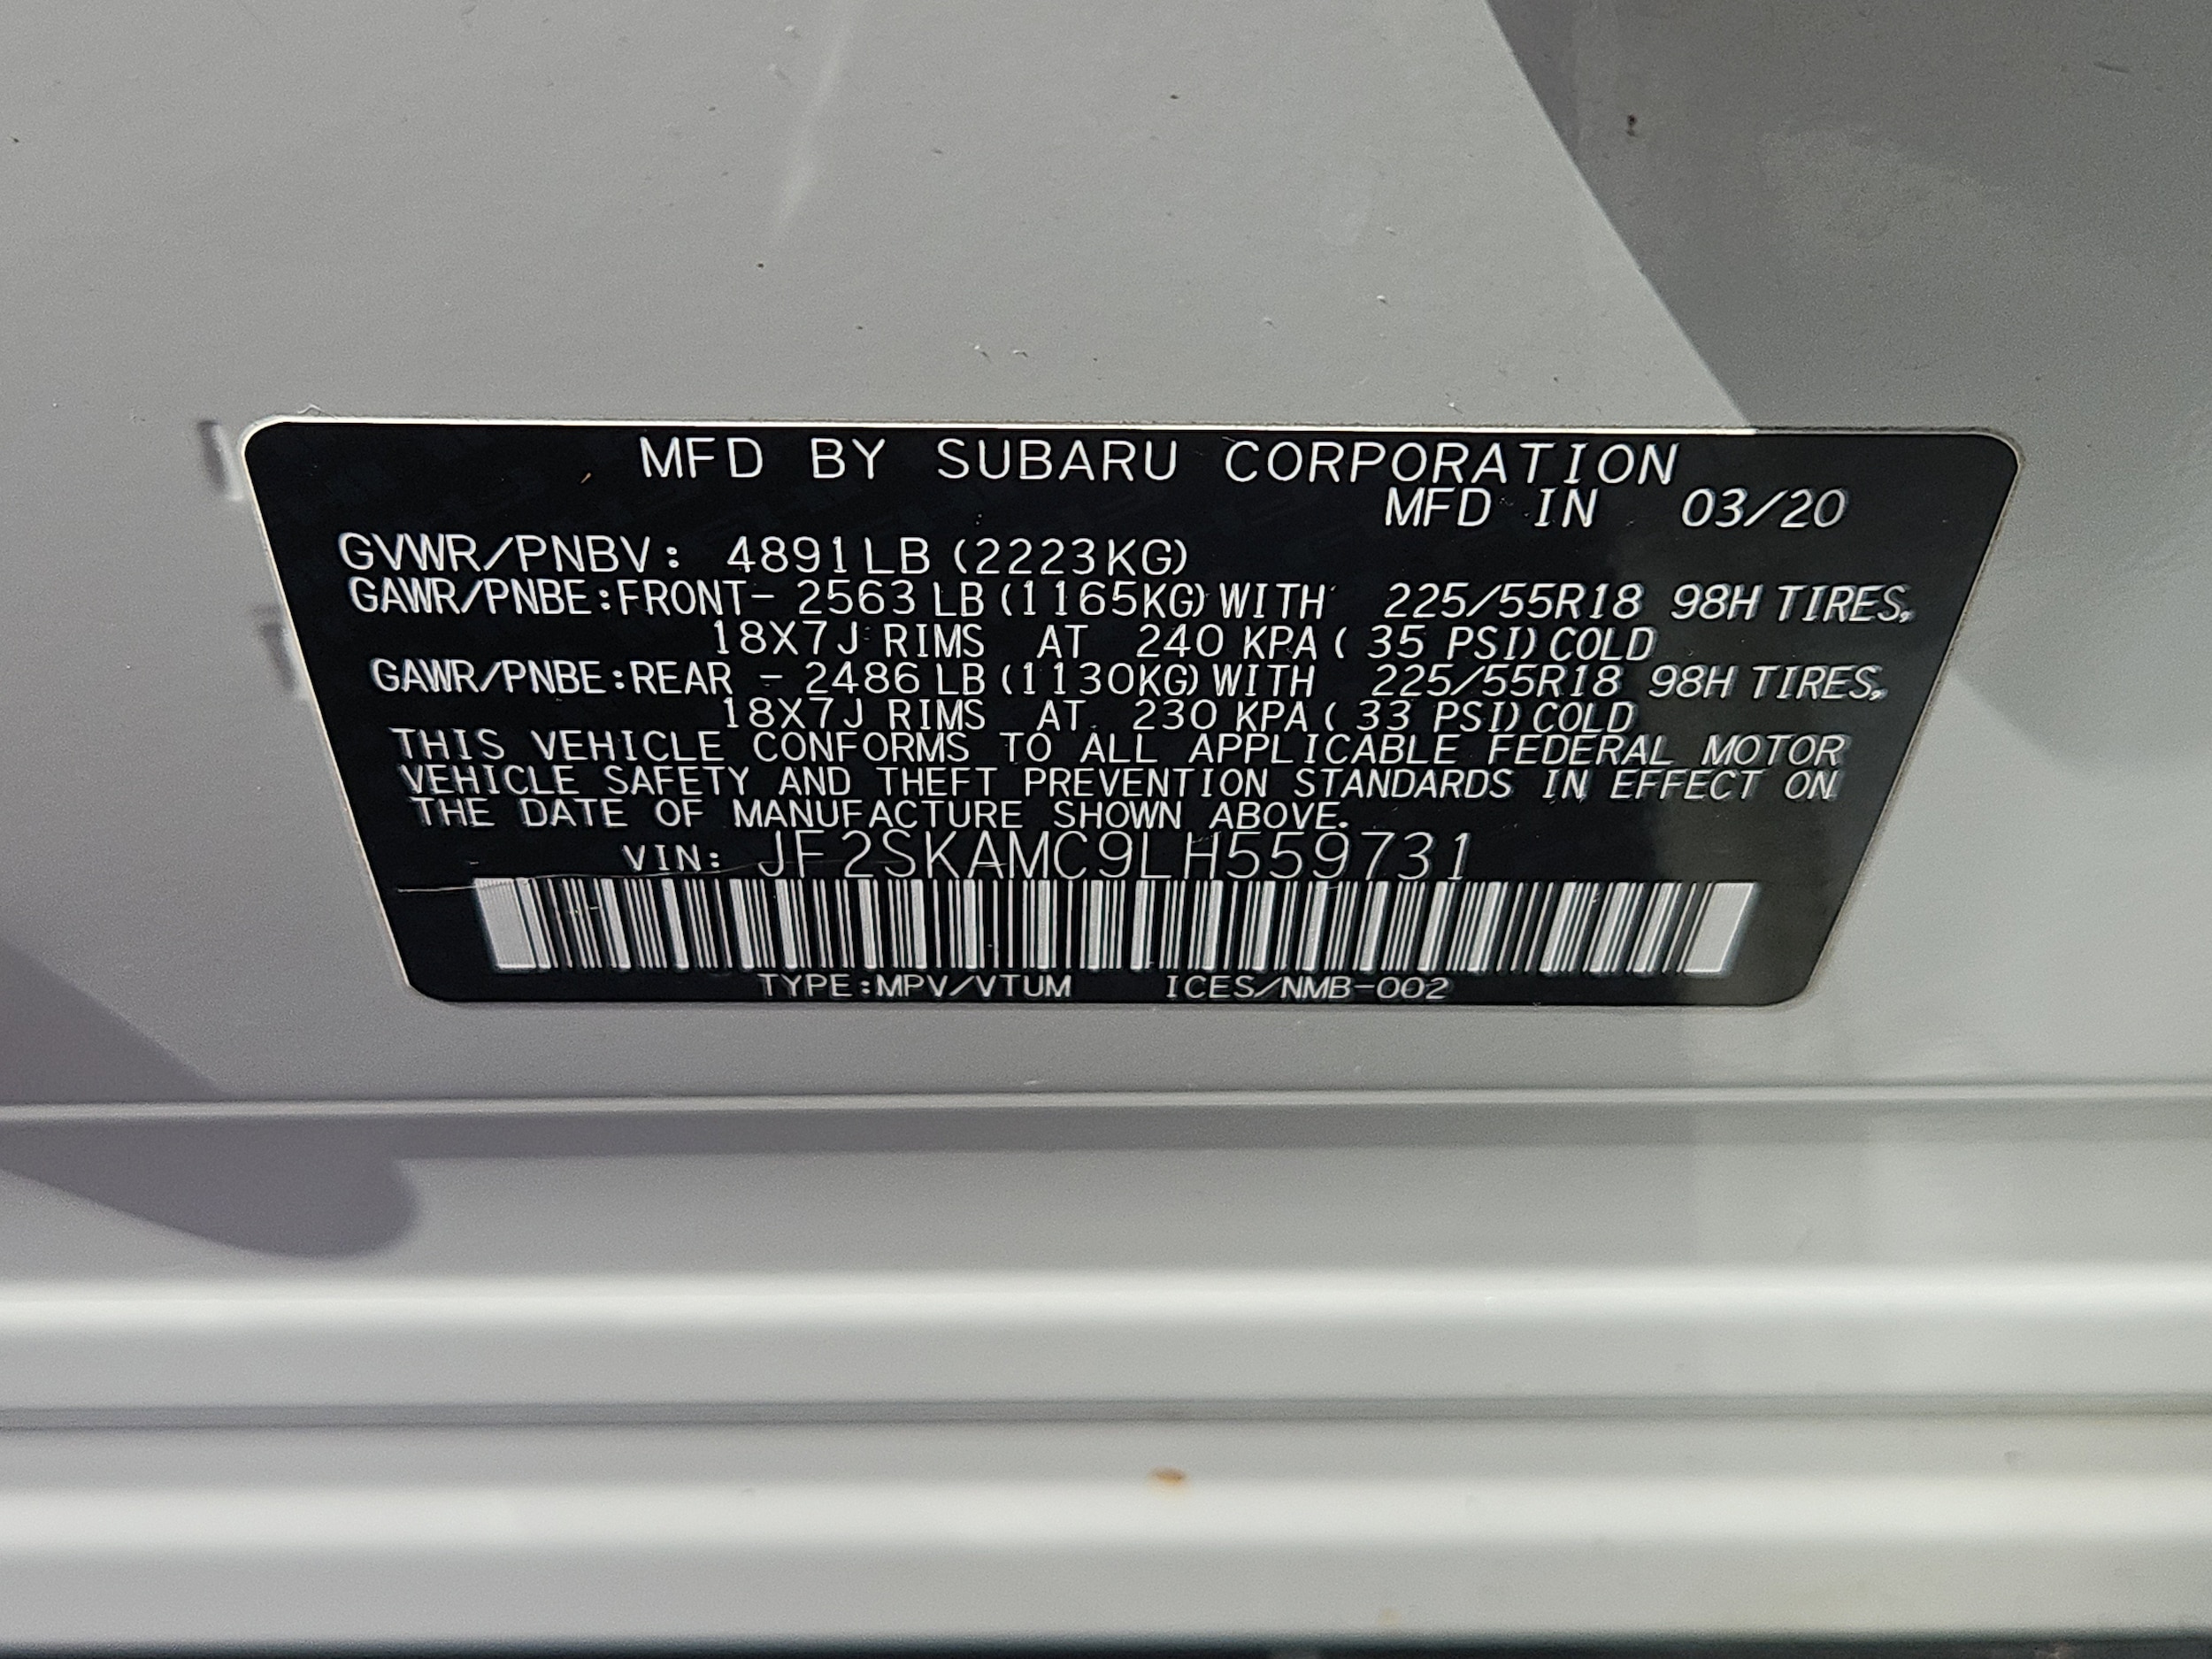 MFD BY SUBARU CORPORATION
MFD IN 03/20
GVWR/PNBV: 4891LB (2223KG)
GAWR/PNBE:FRONT- 2563 LB (1165KG) WITH 225/55R18 98H TIRES,
18X7J RIMS AT 240 KPA ( 35 PSI) COLD
GAWR/PNBE:REAR - 2486 LB (1130KG) WITH 225/55R18 98H TIRES,
18X7J RIMS AT 230 KPA ( 33 PSI) COLD
THIS VEHICLE CONFORMS TO ALL APPLICABLE FEDERAL MOTOR
VEHICLE SAFETY AND THEFT PREVENTION STANDARDS IN EFFECT ON
THE DATE OF MANUFACTURE SHOWN ABOVE.
VIN: JF2SKAMC9LH559731
TYPE:MPV/VTUM ICES/NMB-002